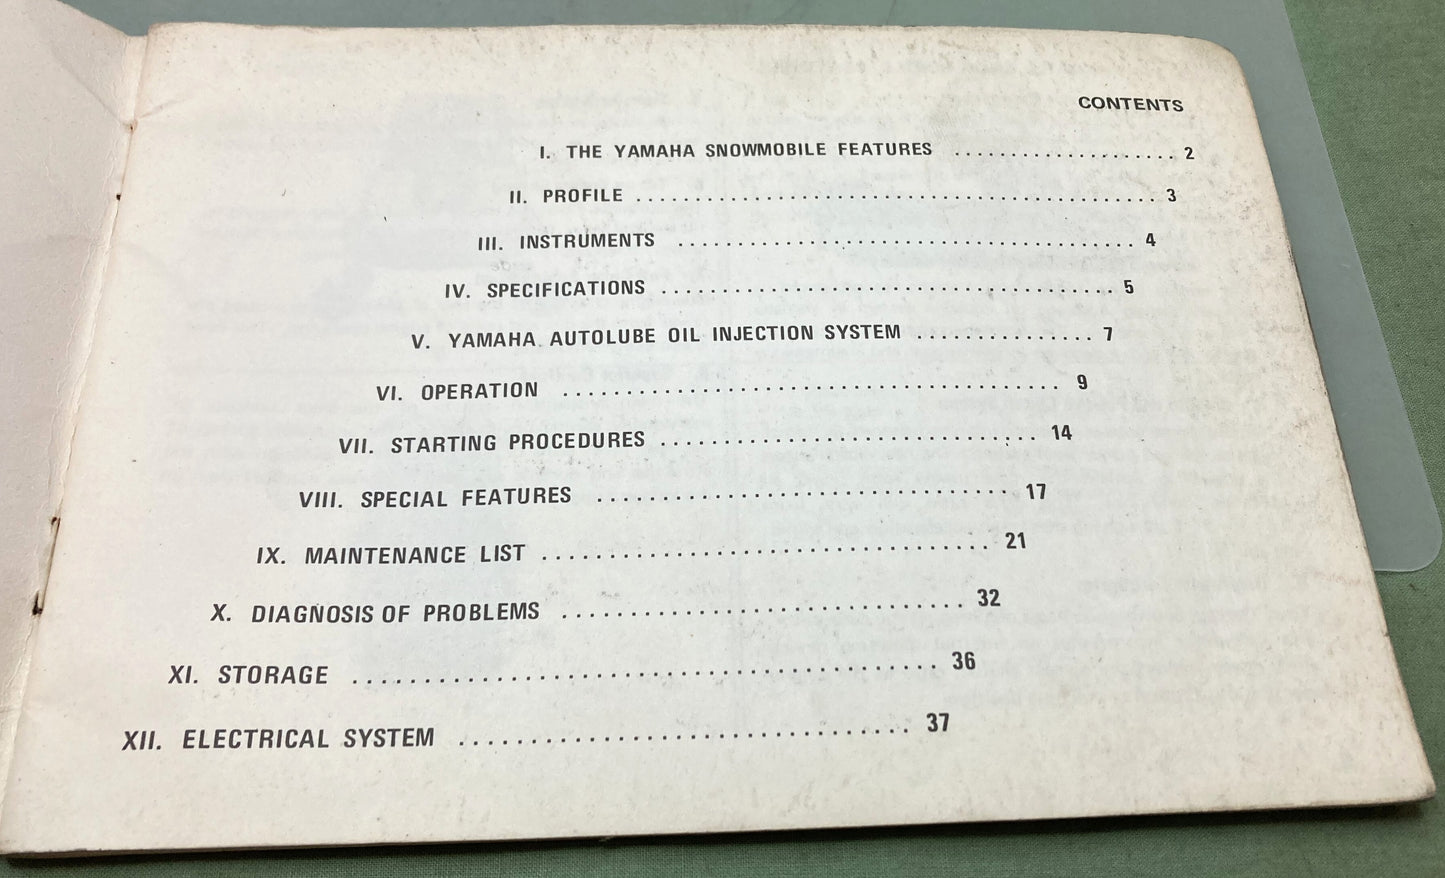 CONTENTS
I. THE YAMAHA SNOWMOBILE FEATURES .................... 2
II. PROFILE ............................................. 3
III. INSTRUMENTS ....................................... 4
IV. SPECIFICATIONS ....................................... 5
V. YAMAHA AUTOLUBE OIL INJECTION SYSTEM ............... 7
VI. OPERATION ......................................... 9
VII. STARTING PROCEDURES ................................ 14
VIII. SPECIAL FEATURES ................................... 17
IX. MAINTENANCE LIST .................................. 21
X. DIAGNOSIS OF PROBLEMS .............................. 32
XI. STORAGE ......................................... 36
XII. ELECTRICAL SYSTEM ............................... 37